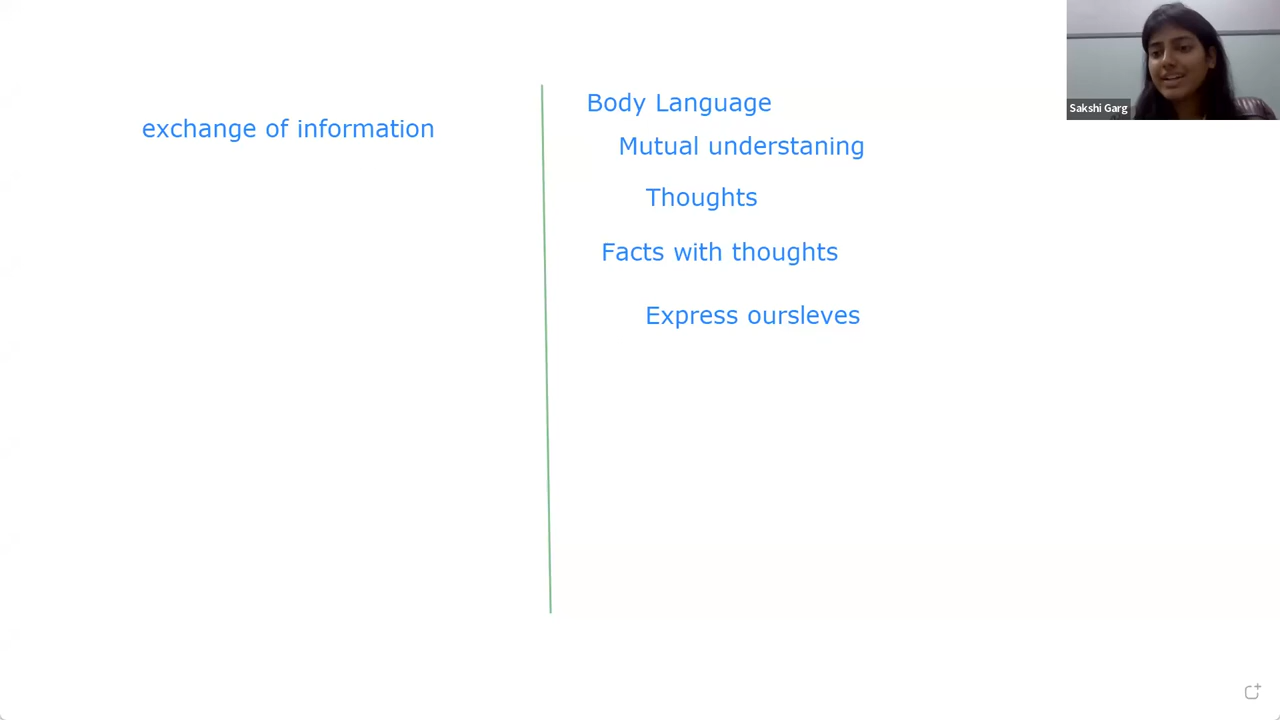 exchange of information
Body Language
Mutual understaning
Thoughts
Facts with thoughts
Express oursleves
Sakshi Garg